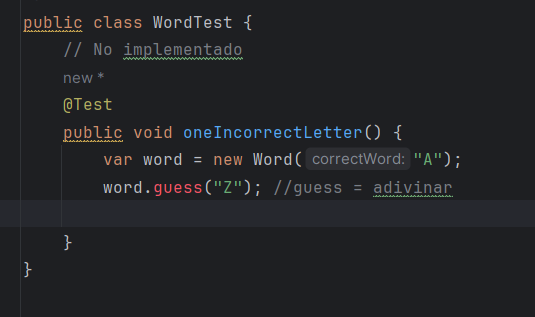 public class WordTest {
// No implementado
new *
@Test
public void oneIncorrectLetter() {
var word = new Word( correctWord: "A");
word.guess("Z"); //guess = adivinar
}
}